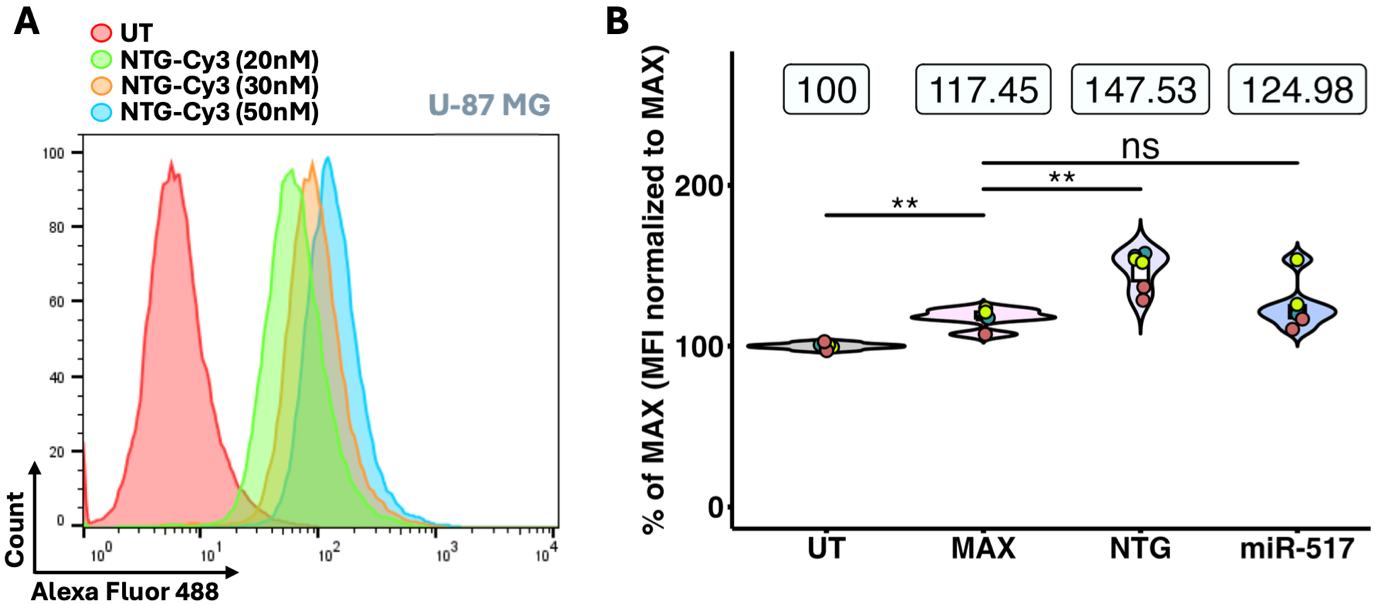 A
UT
NTG-Cy3 (20nM)
NTG-Cy3 (30nM)
NTG-Cy3 (50nM)
U-87 MG
100
80
60
40
20
0
10^0 10^1 10^2 10^3 10^4
Count
Alexa Fluor 488
B
100 117.45 147.53 124.98
ns
**
**
200
100
0
% of MAX (MFI normalized to MAX)
UT MAX NTG miR-517